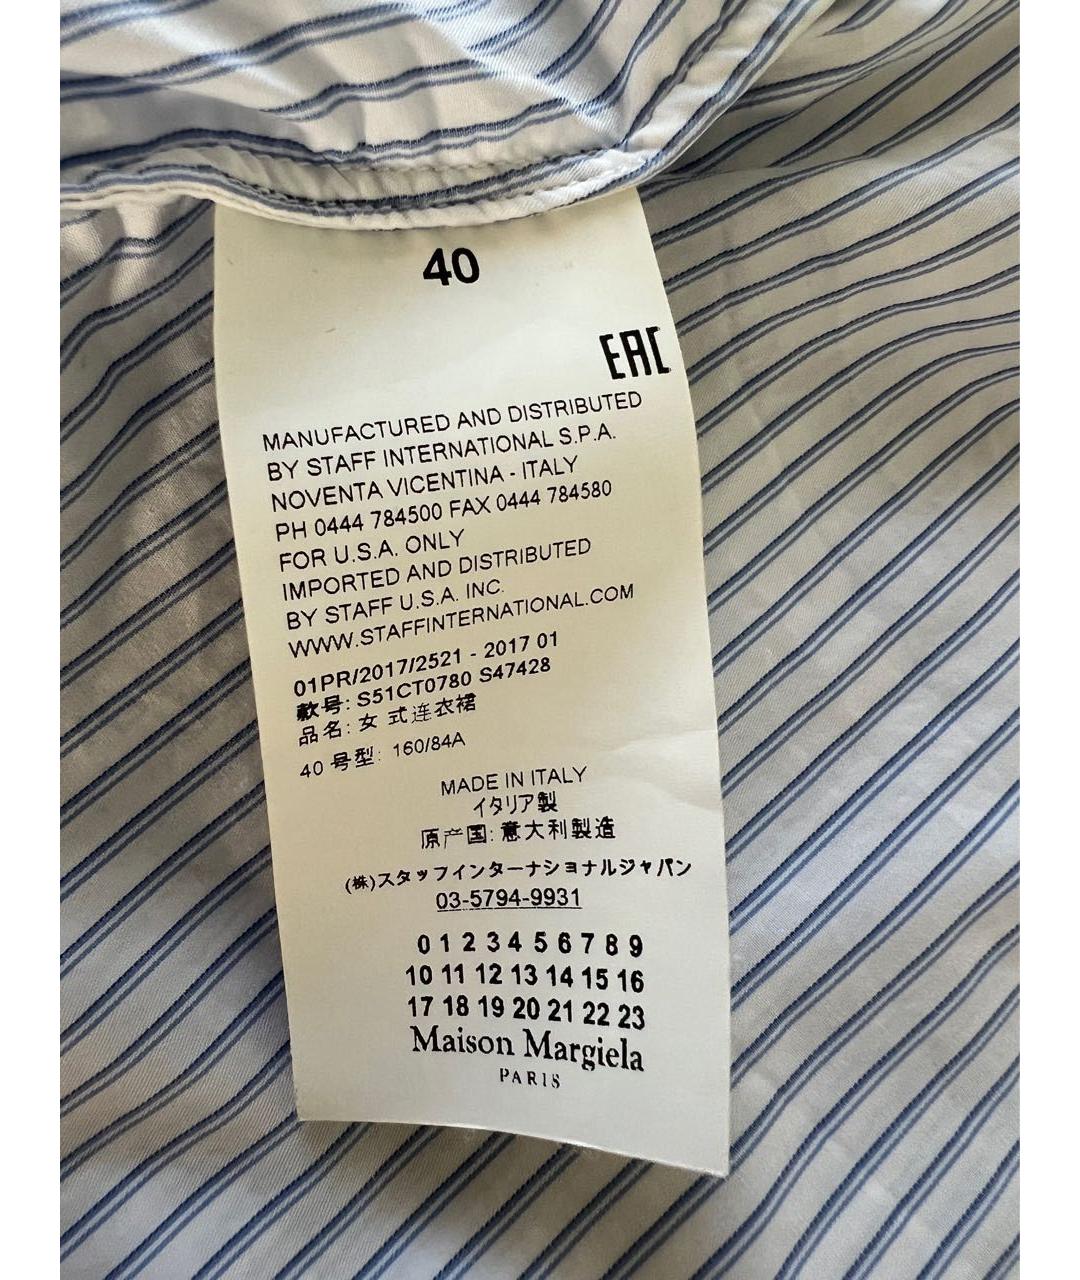 40
EAC
MANUFACTURED AND DISTRIBUTED
BY STAFF INTERNATIONAL S.P.A.
NOVENTA VICENTINA - ITALY
PH 0444 784500 FAX 0444 784580
FOR U.S.A. ONLY
IMPORTED AND DISTRIBUTED
BY STAFF U.S.A. INC.
WWW.STAFFINTERNATIONAL.COM
01PR/2017/2521 - 2017 01
款号: S51CT0780 S47428
品名: 女 式连衣裙
40 号型: 160/84A
MADE IN ITALY
イタリア製
原产国: 意大利製造
(株)スタッフインターナショナルジャパン
03-5794-9931
0 1 2 3 4 5 6 7 8 9
10 11 12 13 14 15 16
17 18 19 20 21 22 23
Maison Margiela
PARIS